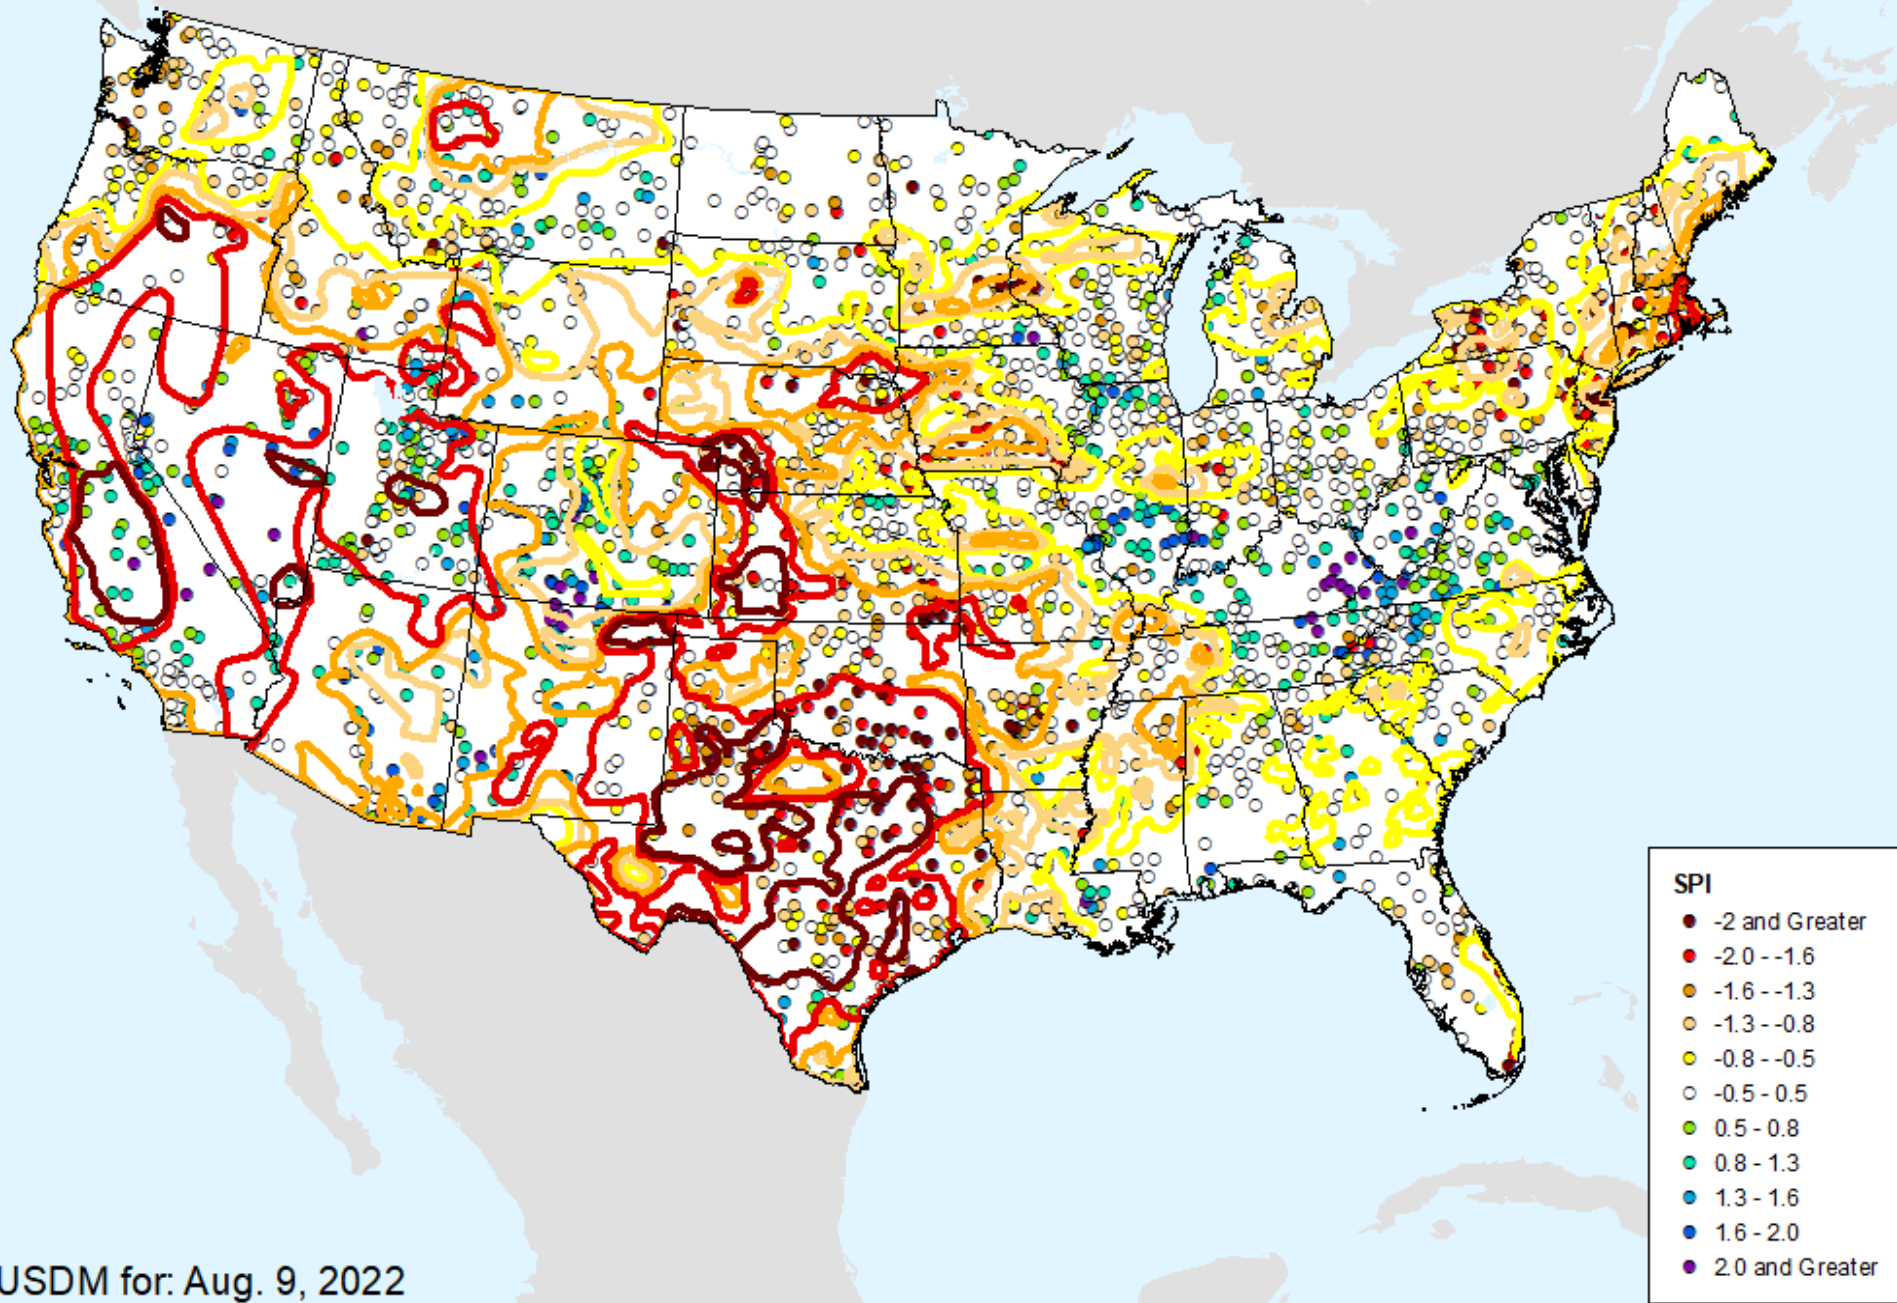 SPI
-2 and Greater
-2.0 - -1.6
-1.6 - -1.3
-1.3 - -0.8
-0.8 - -0.5
-0.5 - 0.5
0.5 - 0.8
0.8 - 1.3
1.3 - 1.6
1.6 - 2.0
2.0 and Greater
USDM for: Aug. 9, 2022